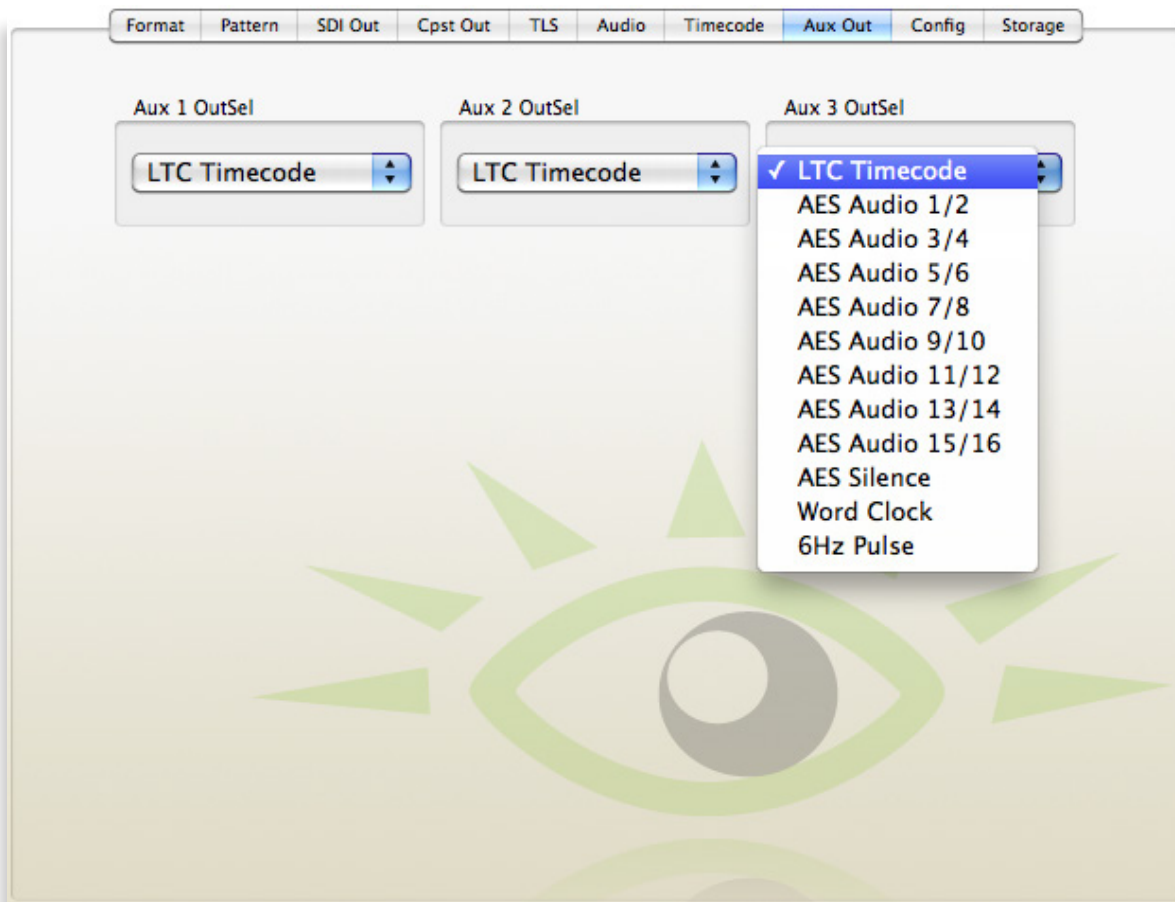 Format Pattern SDI Out Cpst Out TLS Audio Timecode Aux Out Config Storage
Aux 1 OutSel Aux 2 OutSel Aux 3 OutSel
LTC Timecode LTC Timecode ✓ LTC Timecode
AES Audio 1/2
AES Audio 3/4
AES Audio 5/6
AES Audio 7/8
AES Audio 9/10
AES Audio 11/12
AES Audio 13/14
AES Audio 15/16
AES Silence
Word Clock
6Hz Pulse